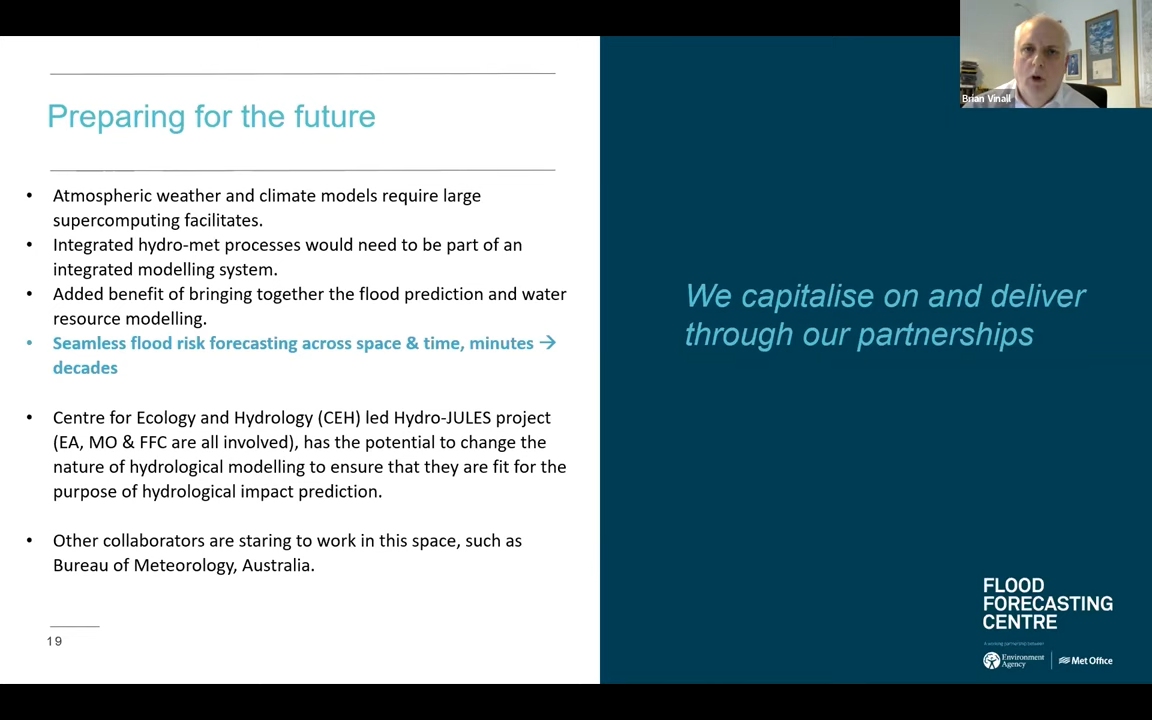 Brian Vinall
Preparing for the future
• Atmospheric weather and climate models require large
supercomputing facilitates.
• Integrated hydro-met processes would need to be part of an
integrated modelling system.
• Added benefit of bringing together the flood prediction and water
resource modelling.
• Seamless flood risk forecasting across space & time, minutes →
decades
• Centre for Ecology and Hydrology (CEH) led Hydro-JULES project
(EA, MO & FFC are all involved), has the potential to change the
nature of hydrological modelling to ensure that they are fit for the
purpose of hydrological impact prediction.
• Other collaborators are staring to work in this space, such as
Bureau of Meteorology, Australia.
19
We capitalise on and deliver
through our partnerships
FLOOD
FORECASTING
CENTRE
A working partnership between
Environment
Agency
Met Office